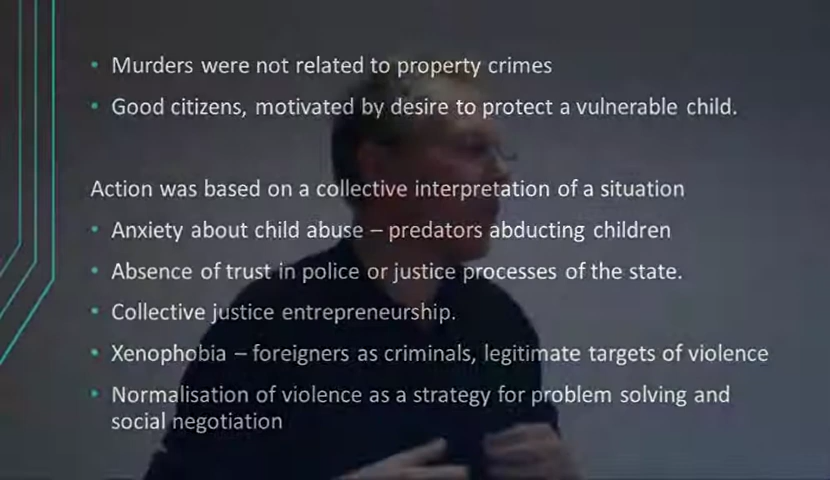 • Murders were not related to property crimes
• Good citizens, motivated by desire to protect a vulnerable child.
Action was based on a collective interpretation of a situation
• Anxiety about child abuse – predators abducting children
• Absence of trust in police or justice processes of the state.
• Collective justice entrepreneurship.
• Xenophobia – foreigners as criminals, legitimate targets of violence
• Normalisation of violence as a strategy for problem solving and
social negotiation